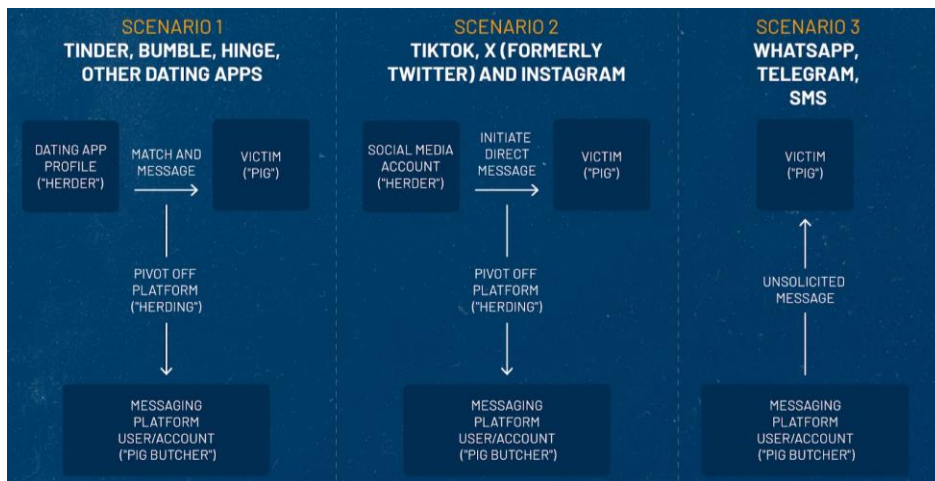 SCENARIO 1
TINDER, BUMBLE, HINGE,
OTHER DATING APPS
DATING APP
PROFILE
("HERDER")
MATCH AND
MESSAGE
VICTIM
("PIG")
PIVOT OFF
PLATFORM
("HERDING")
MESSAGING
PLATFORM
USER/ACCOUNT
("PIG BUTCHER")
SCENARIO 2
TIKTOK, X (FORMERLY
TWITTER) AND INSTAGRAM
SOCIAL MEDIA
ACCOUNT
("HERDER")
INITIATE
DIRECT
MESSAGE
VICTIM
("PIG")
PIVOT OFF
PLATFORM
("HERDING")
MESSAGING
PLATFORM
USER/ACCOUNT
("PIG BUTCHER")
SCENARIO 3
WHATSAPP,
TELEGRAM,
SMS
VICTIM
("PIG")
UNSOLICITED
MESSAGE
MESSAGING
PLATFORM
USER/ACCOUNT
("PIG BUTCHER")